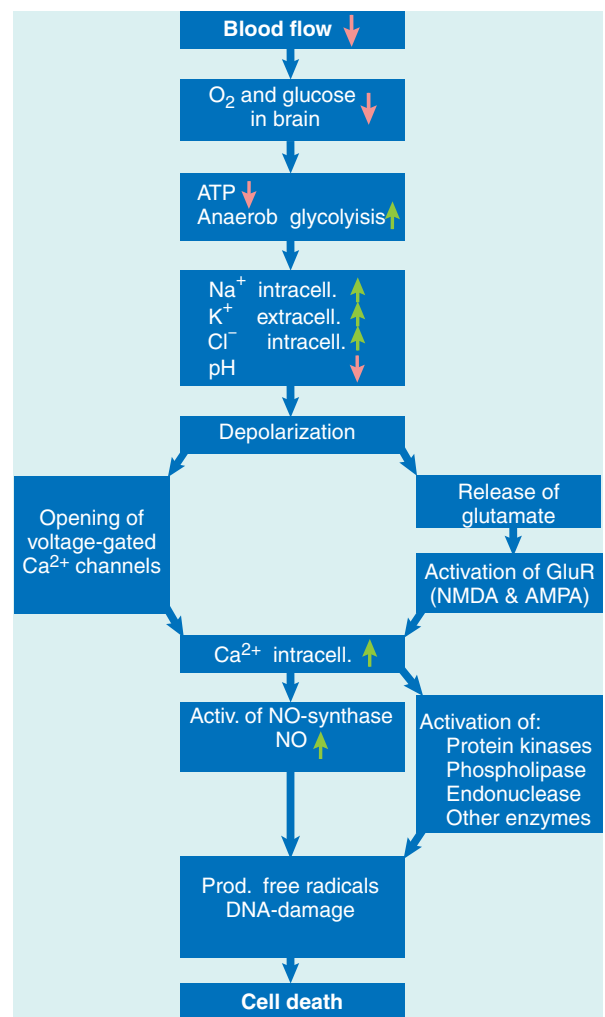 Blood flow
O2 and glucose
in brain
ATP
Anaerob glycolyisis
Na+ intracell.
K+ extracell.
Cl− intracell.
pH
Depolarization
Opening of
voltage-gated
Ca2+ channels
Release of
glutamate
Activation of GluR
(NMDA & AMPA)
Ca2+ intracell.
Activ. of NO-synthase
NO
Activation of:
Protein kinases
Phospholipase
Endonuclease
Other enzymes
Prod. free radicals
DNA-damage
Cell death